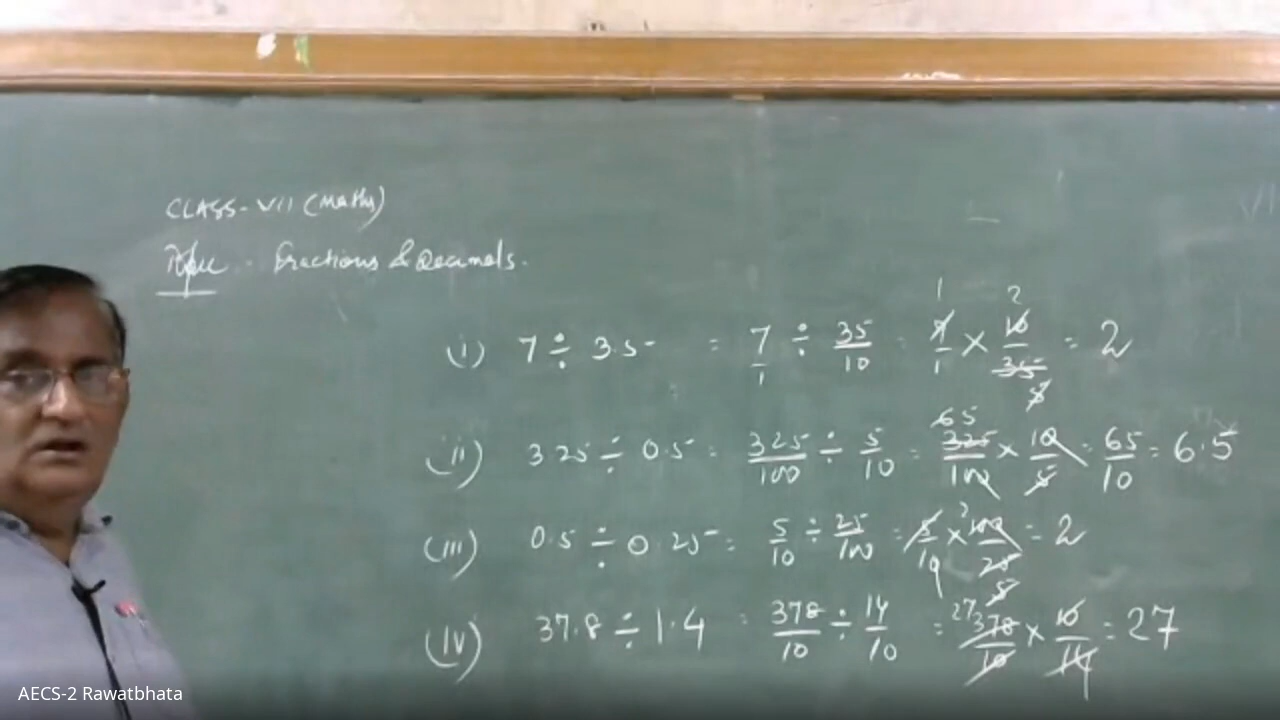 CLASS-VII (Maths)
Fractions & Decimals.
(i) 7 ÷ 3.5 = 7/1 ÷ 35/10 = 7/1 × 10/35 = 2
(ii) 3.25 ÷ 0.5 = 325/100 ÷ 5/10 = 325/100 × 10/5 = 65/10 = 6.5
(iii) 0.5 ÷ 0.25 = 5/10 ÷ 25/100 = 5/10 × 100/25 = 2
(iv) 37.8 ÷ 1.4 = 378/10 ÷ 14/10 = 378/10 × 10/14 = 27
AECS-2 Rawatbhata